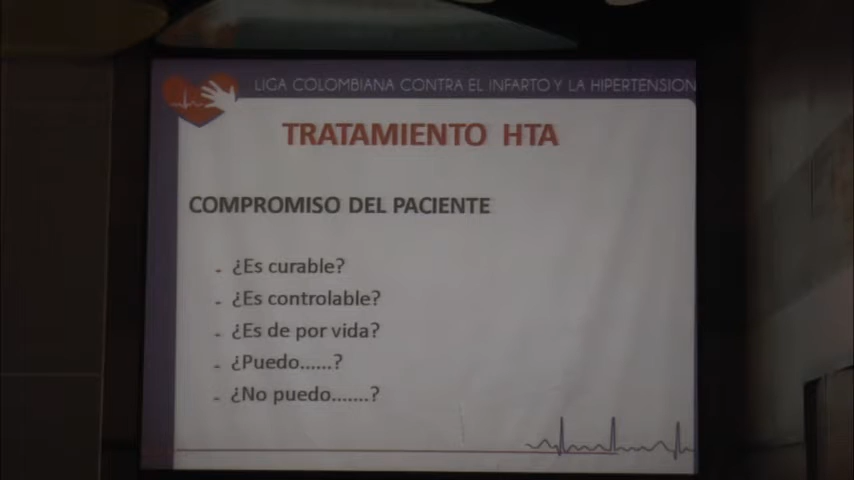 LIGA COLOMBIANA CONTRA EL INFARTO Y LA HIPERTENSION
TRATAMIENTO HTA
COMPROMISO DEL PACIENTE
- ¿Es curable?
- ¿Es controlable?
- ¿Es de por vida?
- ¿Puedo......?
- ¿No puedo.......?